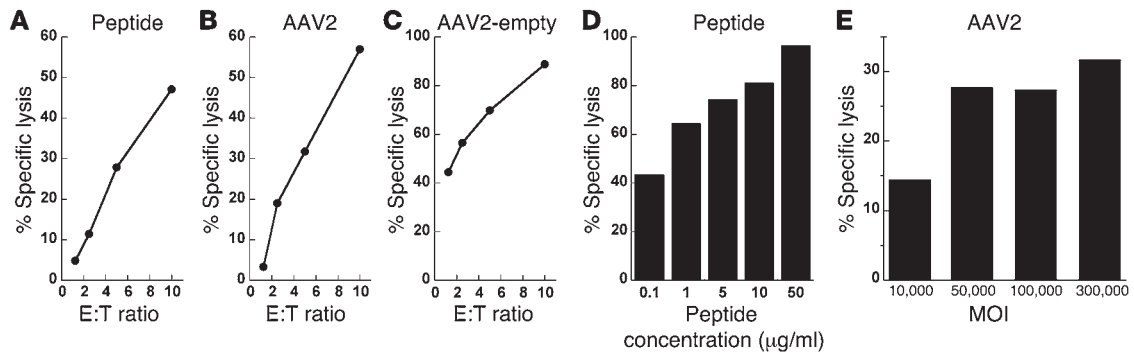 A Peptide
% Specific lysis
60
50
40
30
20
10
0
0 2 4 6 8 10
E:T ratio
B AAV2
% Specific lysis
60
50
40
30
20
10
0
0 2 4 6 8 10
E:T ratio
C AAV2-empty
% Specific lysis
100
80
60
40
20
0
0 2 4 6 8 10
E:T ratio
D Peptide
% Specific lysis
100
80
60
40
20
0
0.1 1 5 10 50
Peptide
concentration (μg/ml)
E AAV2
% Specific lysis
30
20
15
0
10,000 50,000 100,000 300,000
MOI